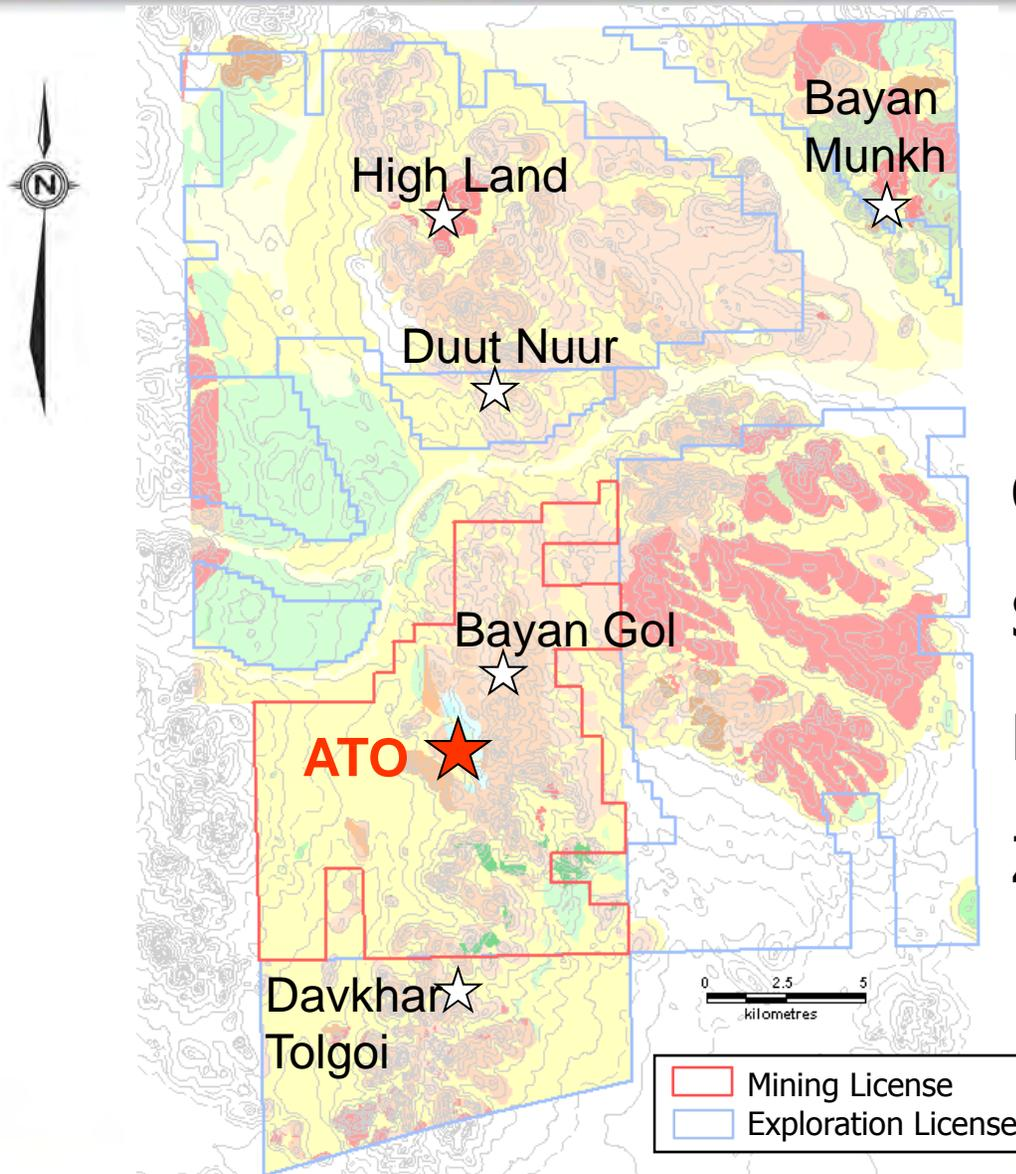 N
Bayan
Munkh
High Land
Duut Nuur
Bayan Gol
ATO
Davkhar
Tolgoi
0 2.5 5
kilometres
Mining License
Exploration License